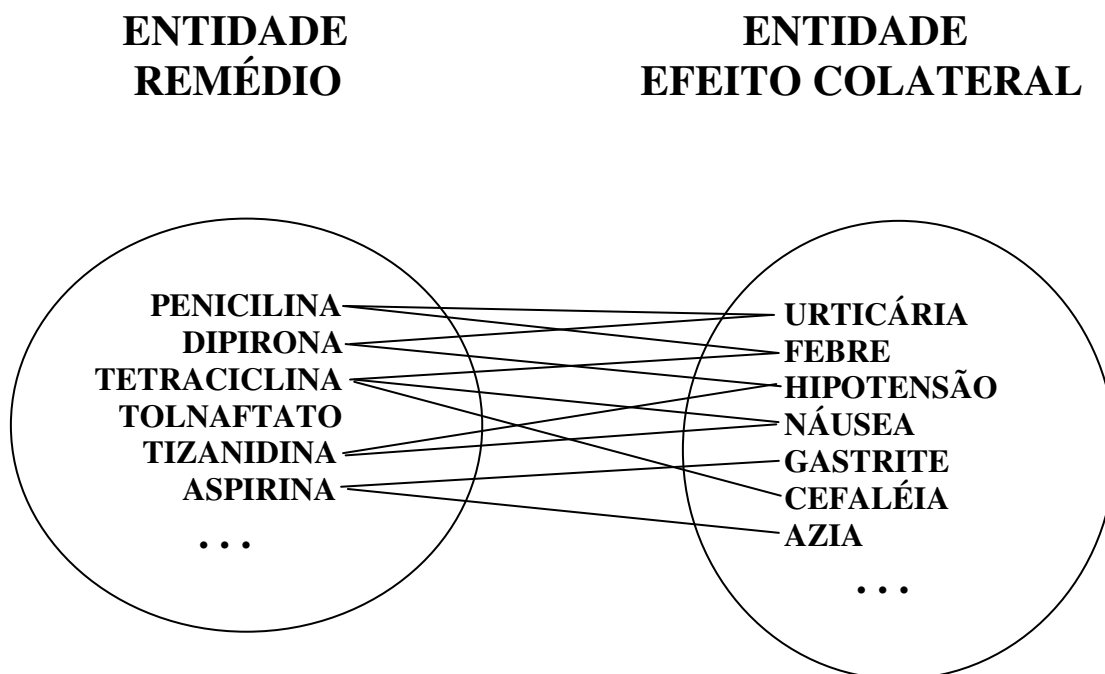 ENTIDADE
REMÉDIO
ENTIDADE
EFEITO COLATERAL
PENICILINA
DIPIRONA
TETRACICLINA
TOLNAFTATO
TIZANIDINA
ASPIRINA
. . .
URTICÁRIA
FEBRE
HIPOTENSÃO
NÁUSEA
GASTRITE
CEFALÉIA
AZIA
. . .